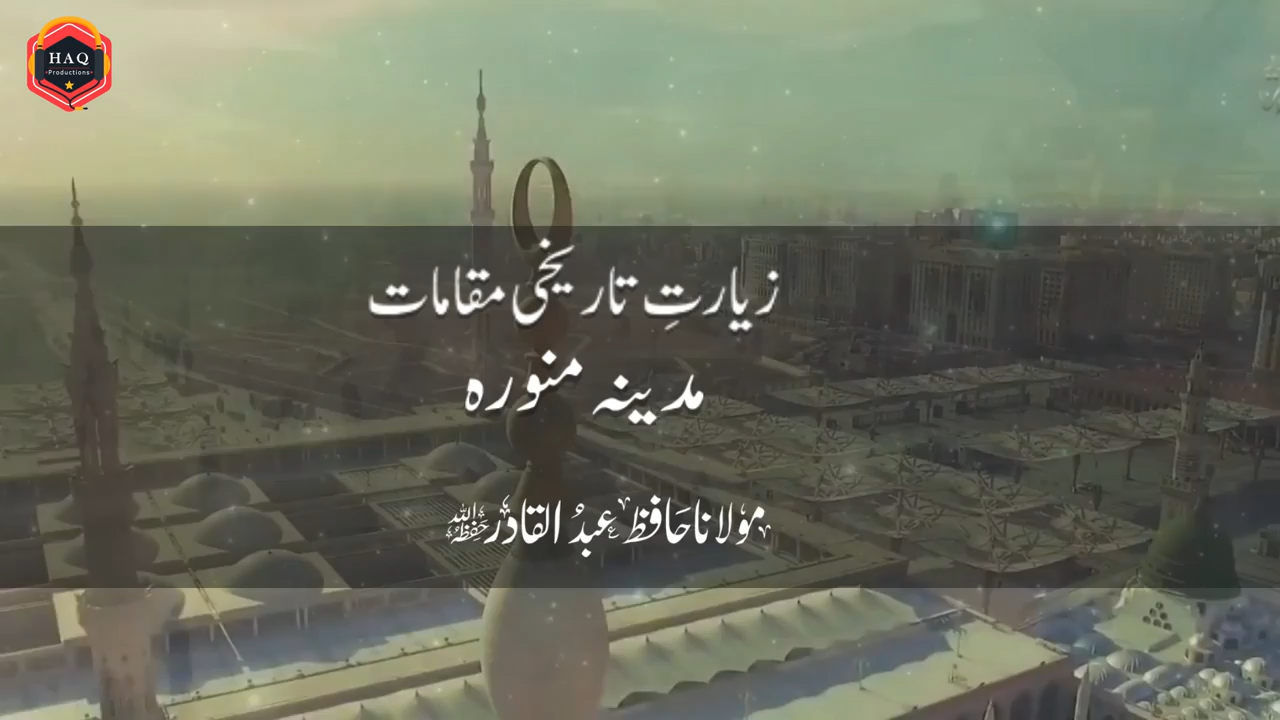 HAQ
Productions
زیارتِ تاریخی مقامات
مدینہ منورہ
مولانا حافظ عبدُ القادر حفظہُ اللہ